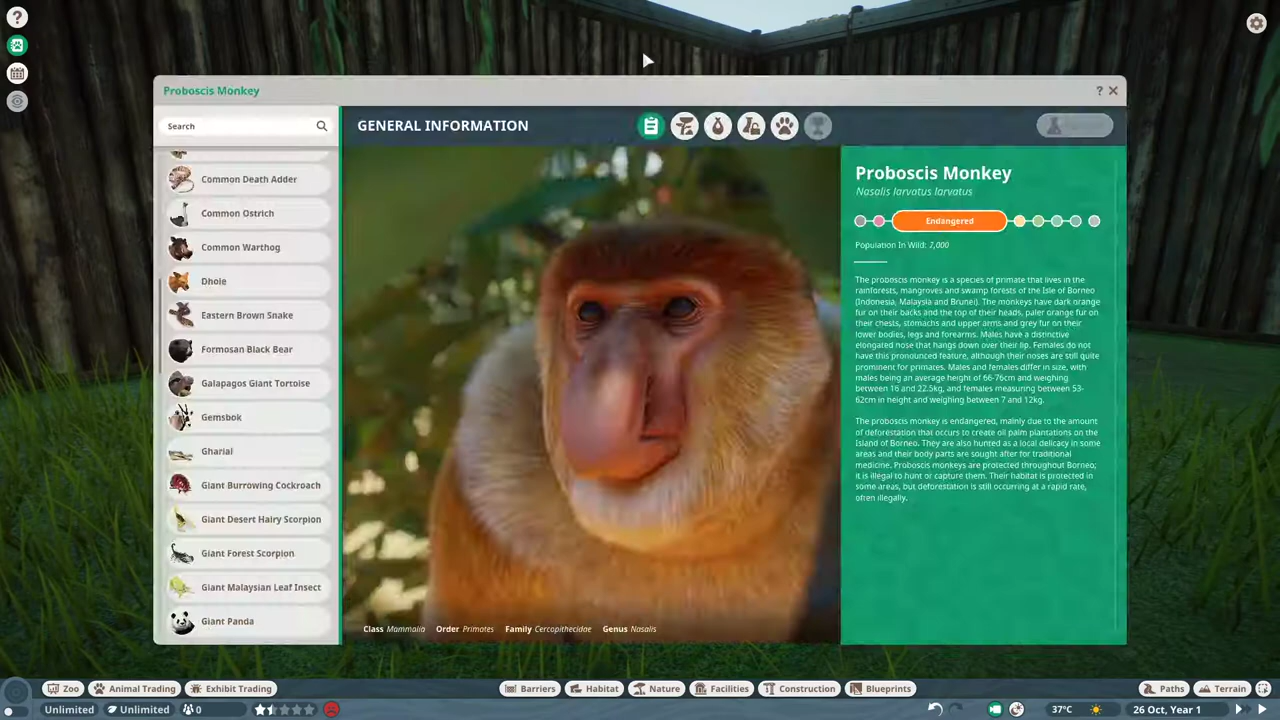 Proboscis Monkey
?
Search
GENERAL INFORMATION
Common Death Adder
Common Ostrich
Common Warthog
Dhole
Eastern Brown Snake
Formosan Black Bear
Galapagos Giant Tortoise
Gemsbok
Gharial
Giant Burrowing Cockroach
Giant Desert Hairy Scorpion
Giant Forest Scorpion
Giant Malaysian Leaf Insect
Giant Panda
Class Mammalia Order Primates Family Cercopithecidae Genus Nasalis
Proboscis Monkey
Nasalis larvatus larvatus
Endangered
Population In Wild: 7,000
The proboscis monkey is a species of primate that lives in the
rainforests, mangroves and swamp forests of the Isle of Borneo
(Indonesia, Malaysia and Brunei). The monkeys have dark orange
fur on their backs and the top of their heads, paler orange fur on
their chests, stomachs and upper arms and grey fur on their
lower bodies, legs and forearms. Males have a distinctive
elongated nose that hangs down over their lip. Females do not
have this pronounced feature, although their noses are still quite
prominent for primates. Males and females differ in size, with
males being an average height of 66-76cm and weighing
between 16 and 22.5kg, and females measuring between 53-
62cm in height and weighing between 7 and 12kg.
The proboscis monkey is endangered, mainly due to the amount
of deforestation that occurs to create oil palm plantations on the
Island of Borneo. They are also hunted as a local delicacy in some
areas and their body parts are sought after for traditional
medicine. Proboscis monkeys are protected throughout Borneo;
it is illegal to hunt or capture them. Their habitat is protected in
some areas, but deforestation is still occurring at a rapid rate,
often illegally.
?
Zoo Animal Trading Exhibit Trading Barriers Habitat Nature Facilities Construction Blueprints Paths Terrain
Unlimited Unlimited 0 37°C 26 Oct, Year 1